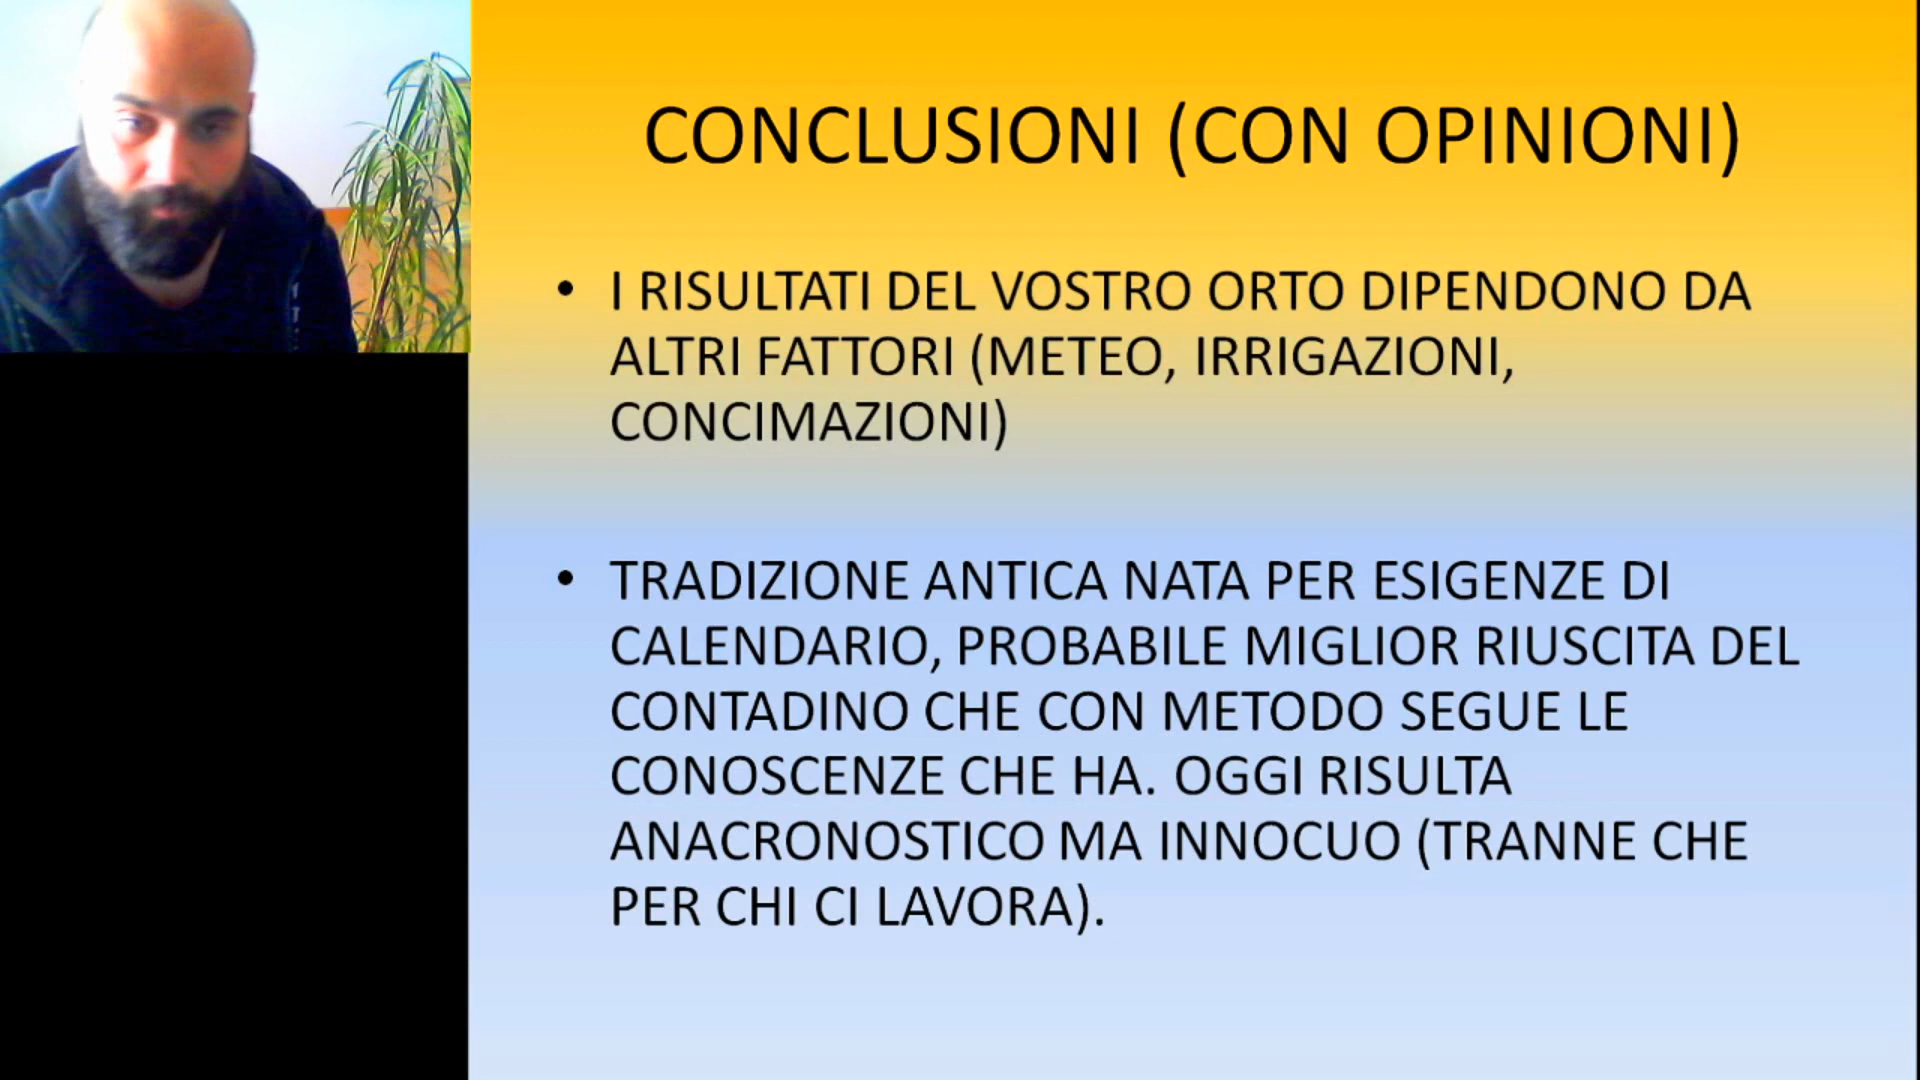 CONCLUSIONI (CON OPINIONI)
• I RISULTATI DEL VOSTRO ORTO DIPENDONO DA
ALTRI FATTORI (METEO, IRRIGAZIONI,
CONCIMAZIONI)
• TRADIZIONE ANTICA NATA PER ESIGENZE DI
CALENDARIO, PROBABILE MIGLIOR RIUSCITA DEL
CONTADINO CHE CON METODO SEGUE LE
CONOSCENZE CHE HA. OGGI RISULTA
ANACRONOSTICO MA INNOCUO (TRANNE CHE
PER CHI CI LAVORA).